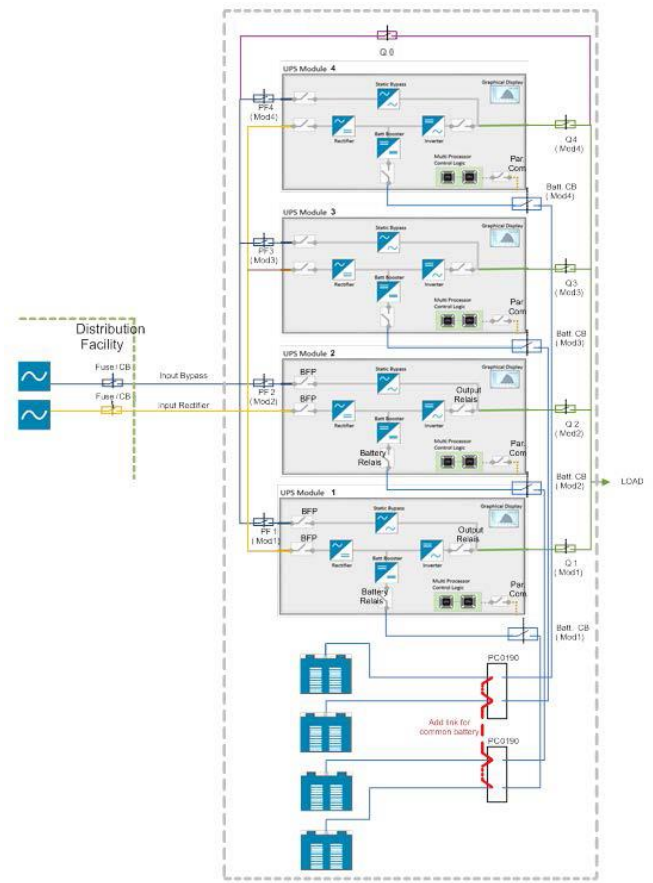 Q 0
UPS Module 4
Graphical Display
Static Bypass
PF4
( Mod4)
Rectifier
Batt Booster
Inverter
Multi Processor
Control Logic
Par
Com
Q4
( Mod4)
Batt. CB
( Mod4)
UPS Module 3
Graphical Display
Static Bypass
PF3
( Mod3)
Rectifier
Batt Booster
Inverter
Multi Processor
Control Logic
Par
Com
Q3
( Mod3)
Batt. CB
( Mod3)
Distribution
Facility
Fuse/CB
Input Bypass
Fuse/CB
Input Rectifier
UPS Module 2
Graphical Display
BFP
Static Bypass
PF 2
(Mod2)
BFP
Output
Relais
Rectifier
Batt Booster
Inverter
Battery
Relais
Multi Processor
Control Logic
Par.
Com
Q 2
( Mod2)
Batt. CB
( Mod2)
LOAD
UPS Module 1
Graphical Display
BFP
Static Bypass
PF 1
( Mod1)
BFP
Output
Relais
Rectifier
Batt Booster
Inverter
Battery
Relais
Multi Processor
Control Logic
Par.
Com
Q 1
( Mod1)
Batt. CB
( Mod1)
PC0190
Add link for
common battery
PC0190